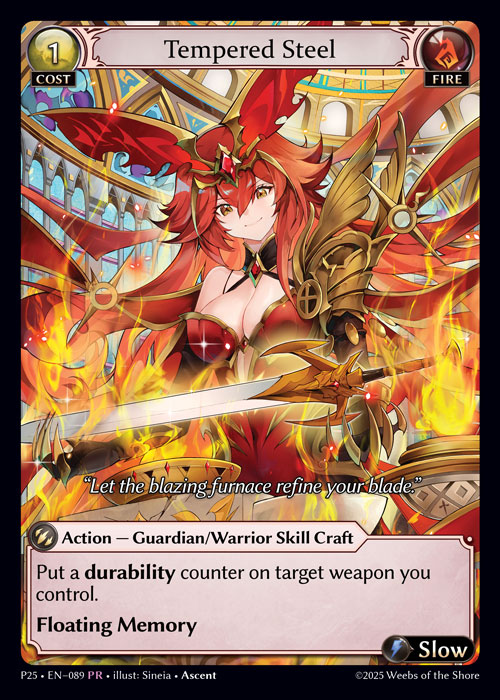 1
COST
Tempered Steel
FIRE
“Let the blazing furnace refine your blade.”
Action — Guardian/Warrior Skill Craft
Put a durability counter on target weapon you
control.
Floating Memory
Slow
P25 • EN–089 PR • illust: Sineia • Ascent
©2025 Weebs of the Shore